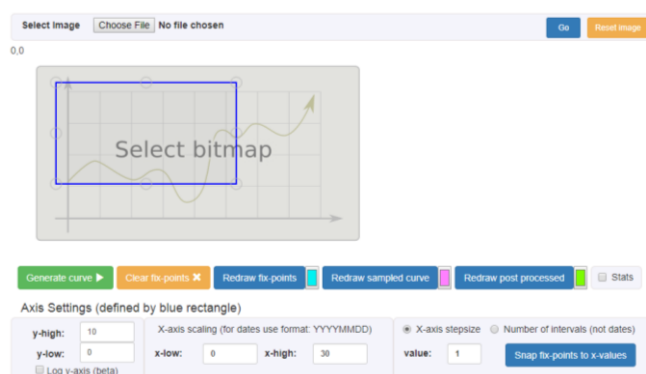 Select Image Choose File No file chosen Go Reset image
0,0
Select bitmap
Generate curve Clear fix-points Redraw fix-points Redraw sampled curve Redraw post processed Stats
Axis Settings (defined by blue rectangle)
y-high: 10 X-axis scaling (for dates use format: YYYYMMDD) X-axis stepsize Number of intervals (not dates)
y-low: 0 x-low: 0 x-high: 30 value: 1 Snap fix-points to x-values
Log y-axis (beta)